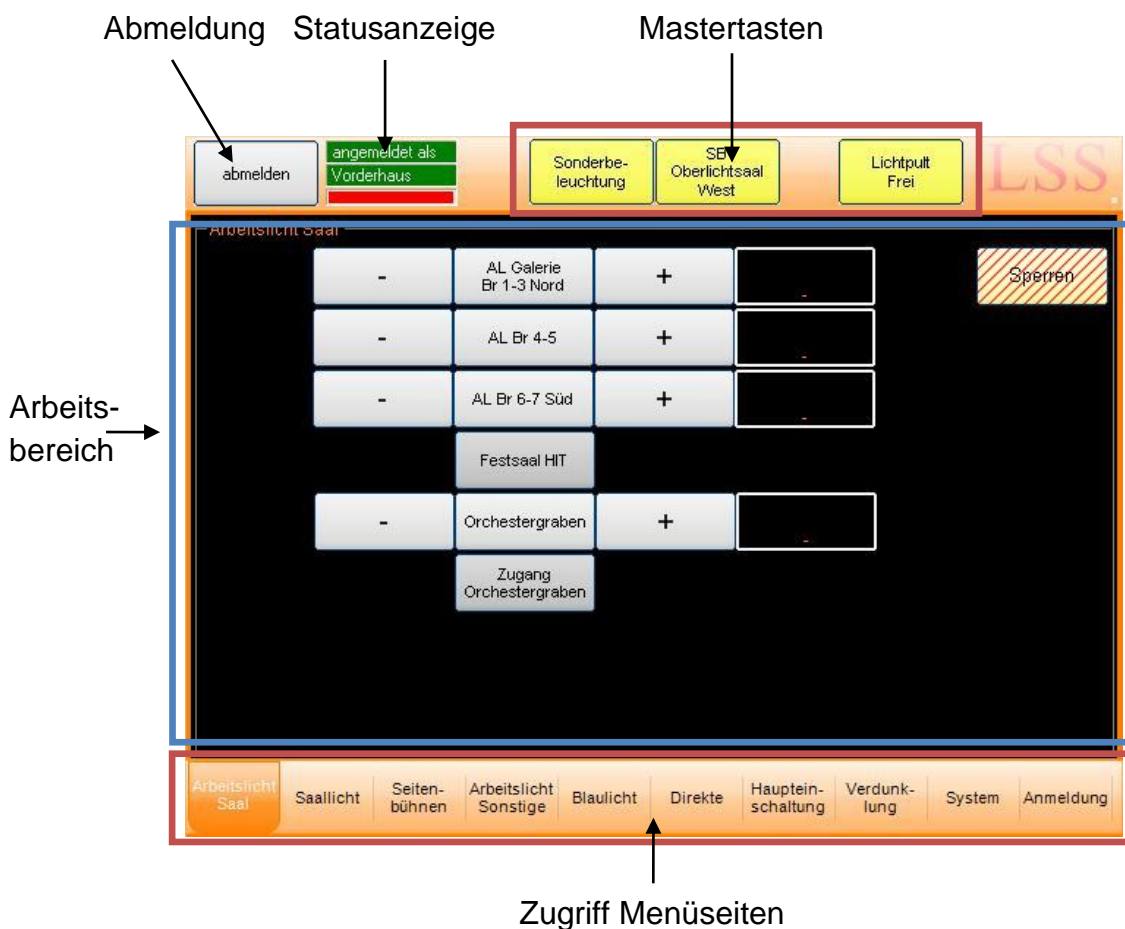 Abmeldung Statusanzeige Mastertasten
abmelden
angemeldet als
Vorderhaus
Sonderbe-
leuchtung
SB
Oberlichtsaal
West
Lichtpult
Frei
LSS
Arbeitslicht Saal
- AL Galerie
Br 1-3 Nord + -
Sperren
- AL Br 4-5 + -
- AL Br 6-7 Süd + -
Arbeits-
bereich
Festsaal HIT
- Orchestergraben + -
Zugang
Orchestergraben
Arbeitslicht
Saal
Saallicht
Seiten-
bühnen
Arbeitslicht
Sonstige
Blaulicht
Direkte
Hauptein-
schaltung
Verdunk-
lung
System
Anmeldung
Zugriff Menüseiten